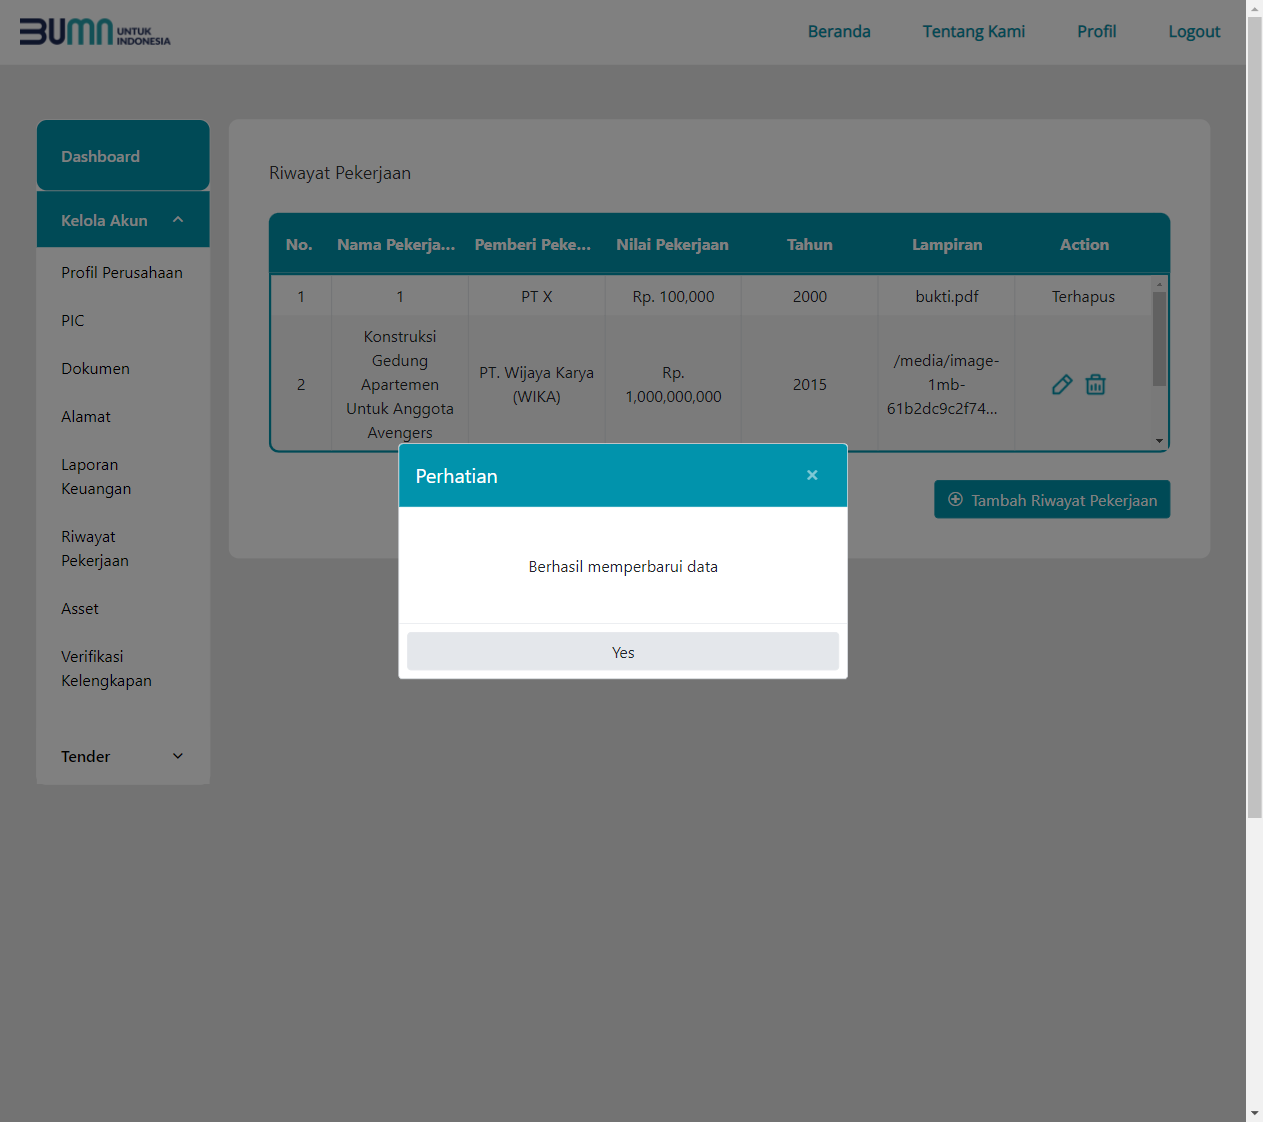 BUMN UNTUK INDONESIA
Beranda
Tentang Kami
Profil
Logout
Dashboard
Kelola Akun
Profil Perusahaan
PIC
Dokumen
Alamat
Laporan
Keuangan
Riwayat
Pekerjaan
Asset
Verifikasi
Kelengkapan
Tender
Riwayat Pekerjaan
No. Nama Pekerja... Pemberi Peke... Nilai Pekerjaan Tahun Lampiran Action
1 1 PT X Rp. 100,000 2000 bukti.pdf Terhapus
2
Konstruksi
Gedung
Apartemen
Untuk Anggota
Avengers
PT. Wijaya Karya
(WIKA)
Rp.
1,000,000,000
2015
/media/image-
1mb-
61b2dc9c2f74...
Tambah Riwayat Pekerjaan
Perhatian
×
Berhasil memperbarui data
Yes